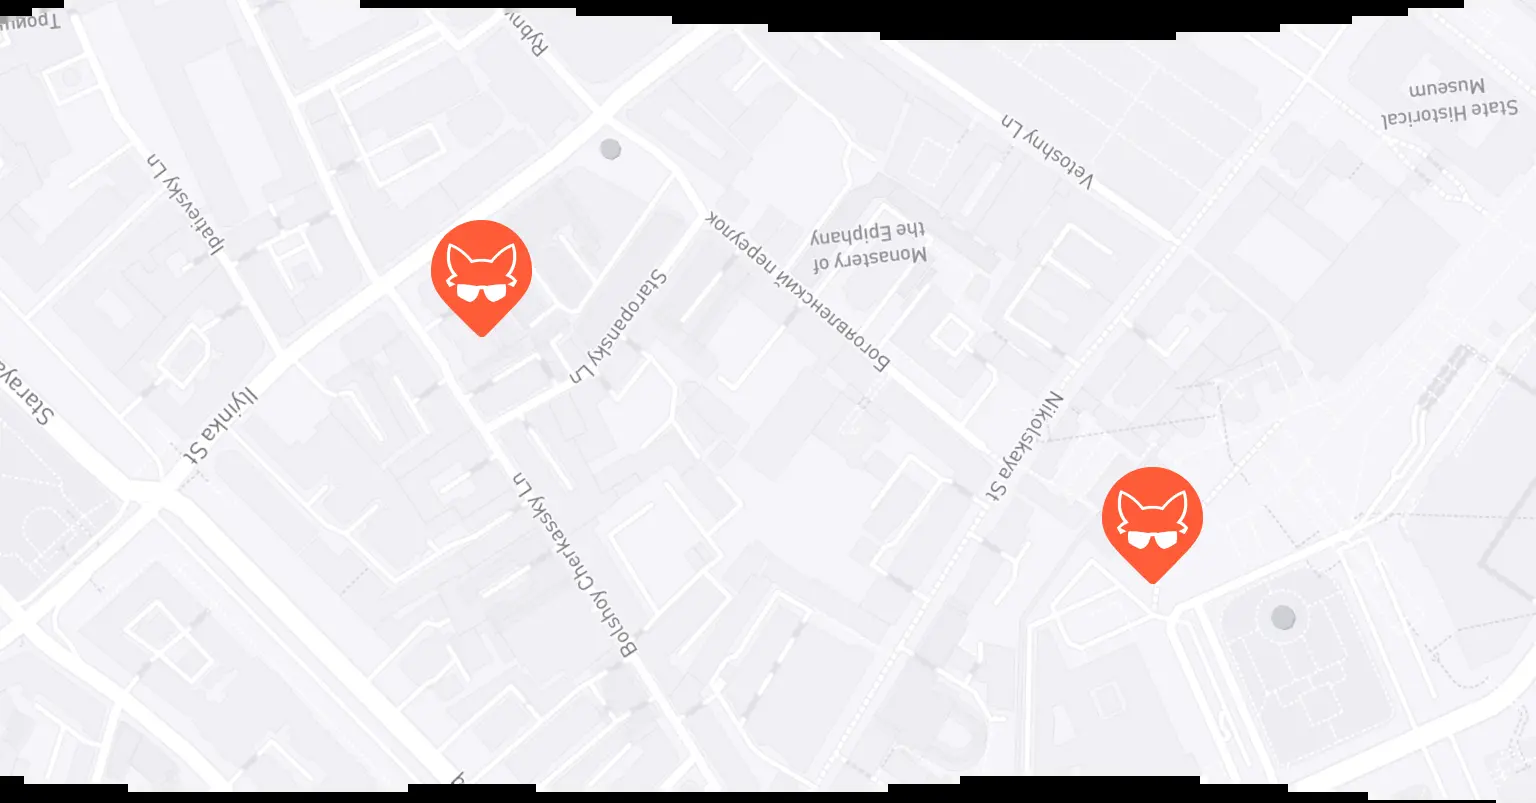 Rybny
Vetoshny Ln
State Historical
Museum
Ipatievsky Ln
Monastery of
the Epiphany
Богоявленский переулок
Staropansky Ln
Ilyinka St
Nikolskaya St
Bolshoy Cherkassky Ln
Staraya